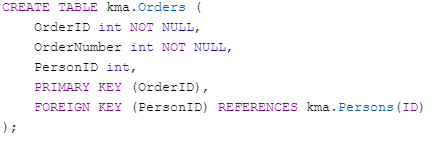 CREATE TABLE kma.Orders (
    OrderID int NOT NULL,
    OrderNumber int NOT NULL,
    PersonID int,
    PRIMARY KEY (OrderID),
    FOREIGN KEY (PersonID) REFERENCES kma.Persons(ID)
);